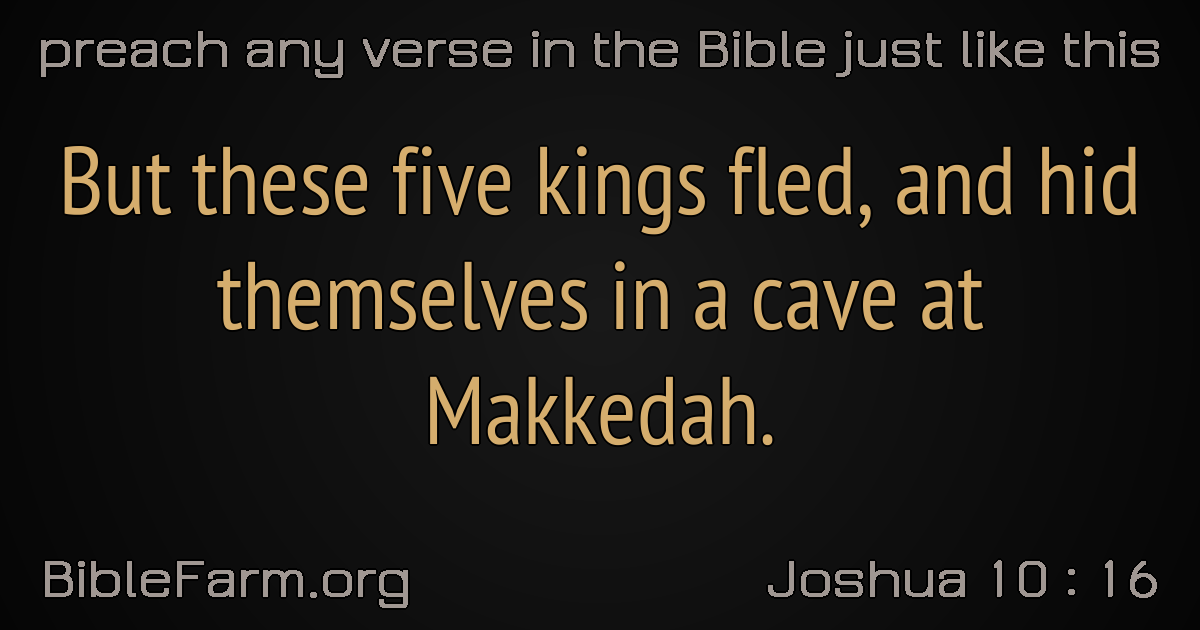 preach any verse in the Bible just like this
But these five kings fled, and hid
themselves in a cave at
Makkedah.
BibleFarm.org
Joshua 10 : 16